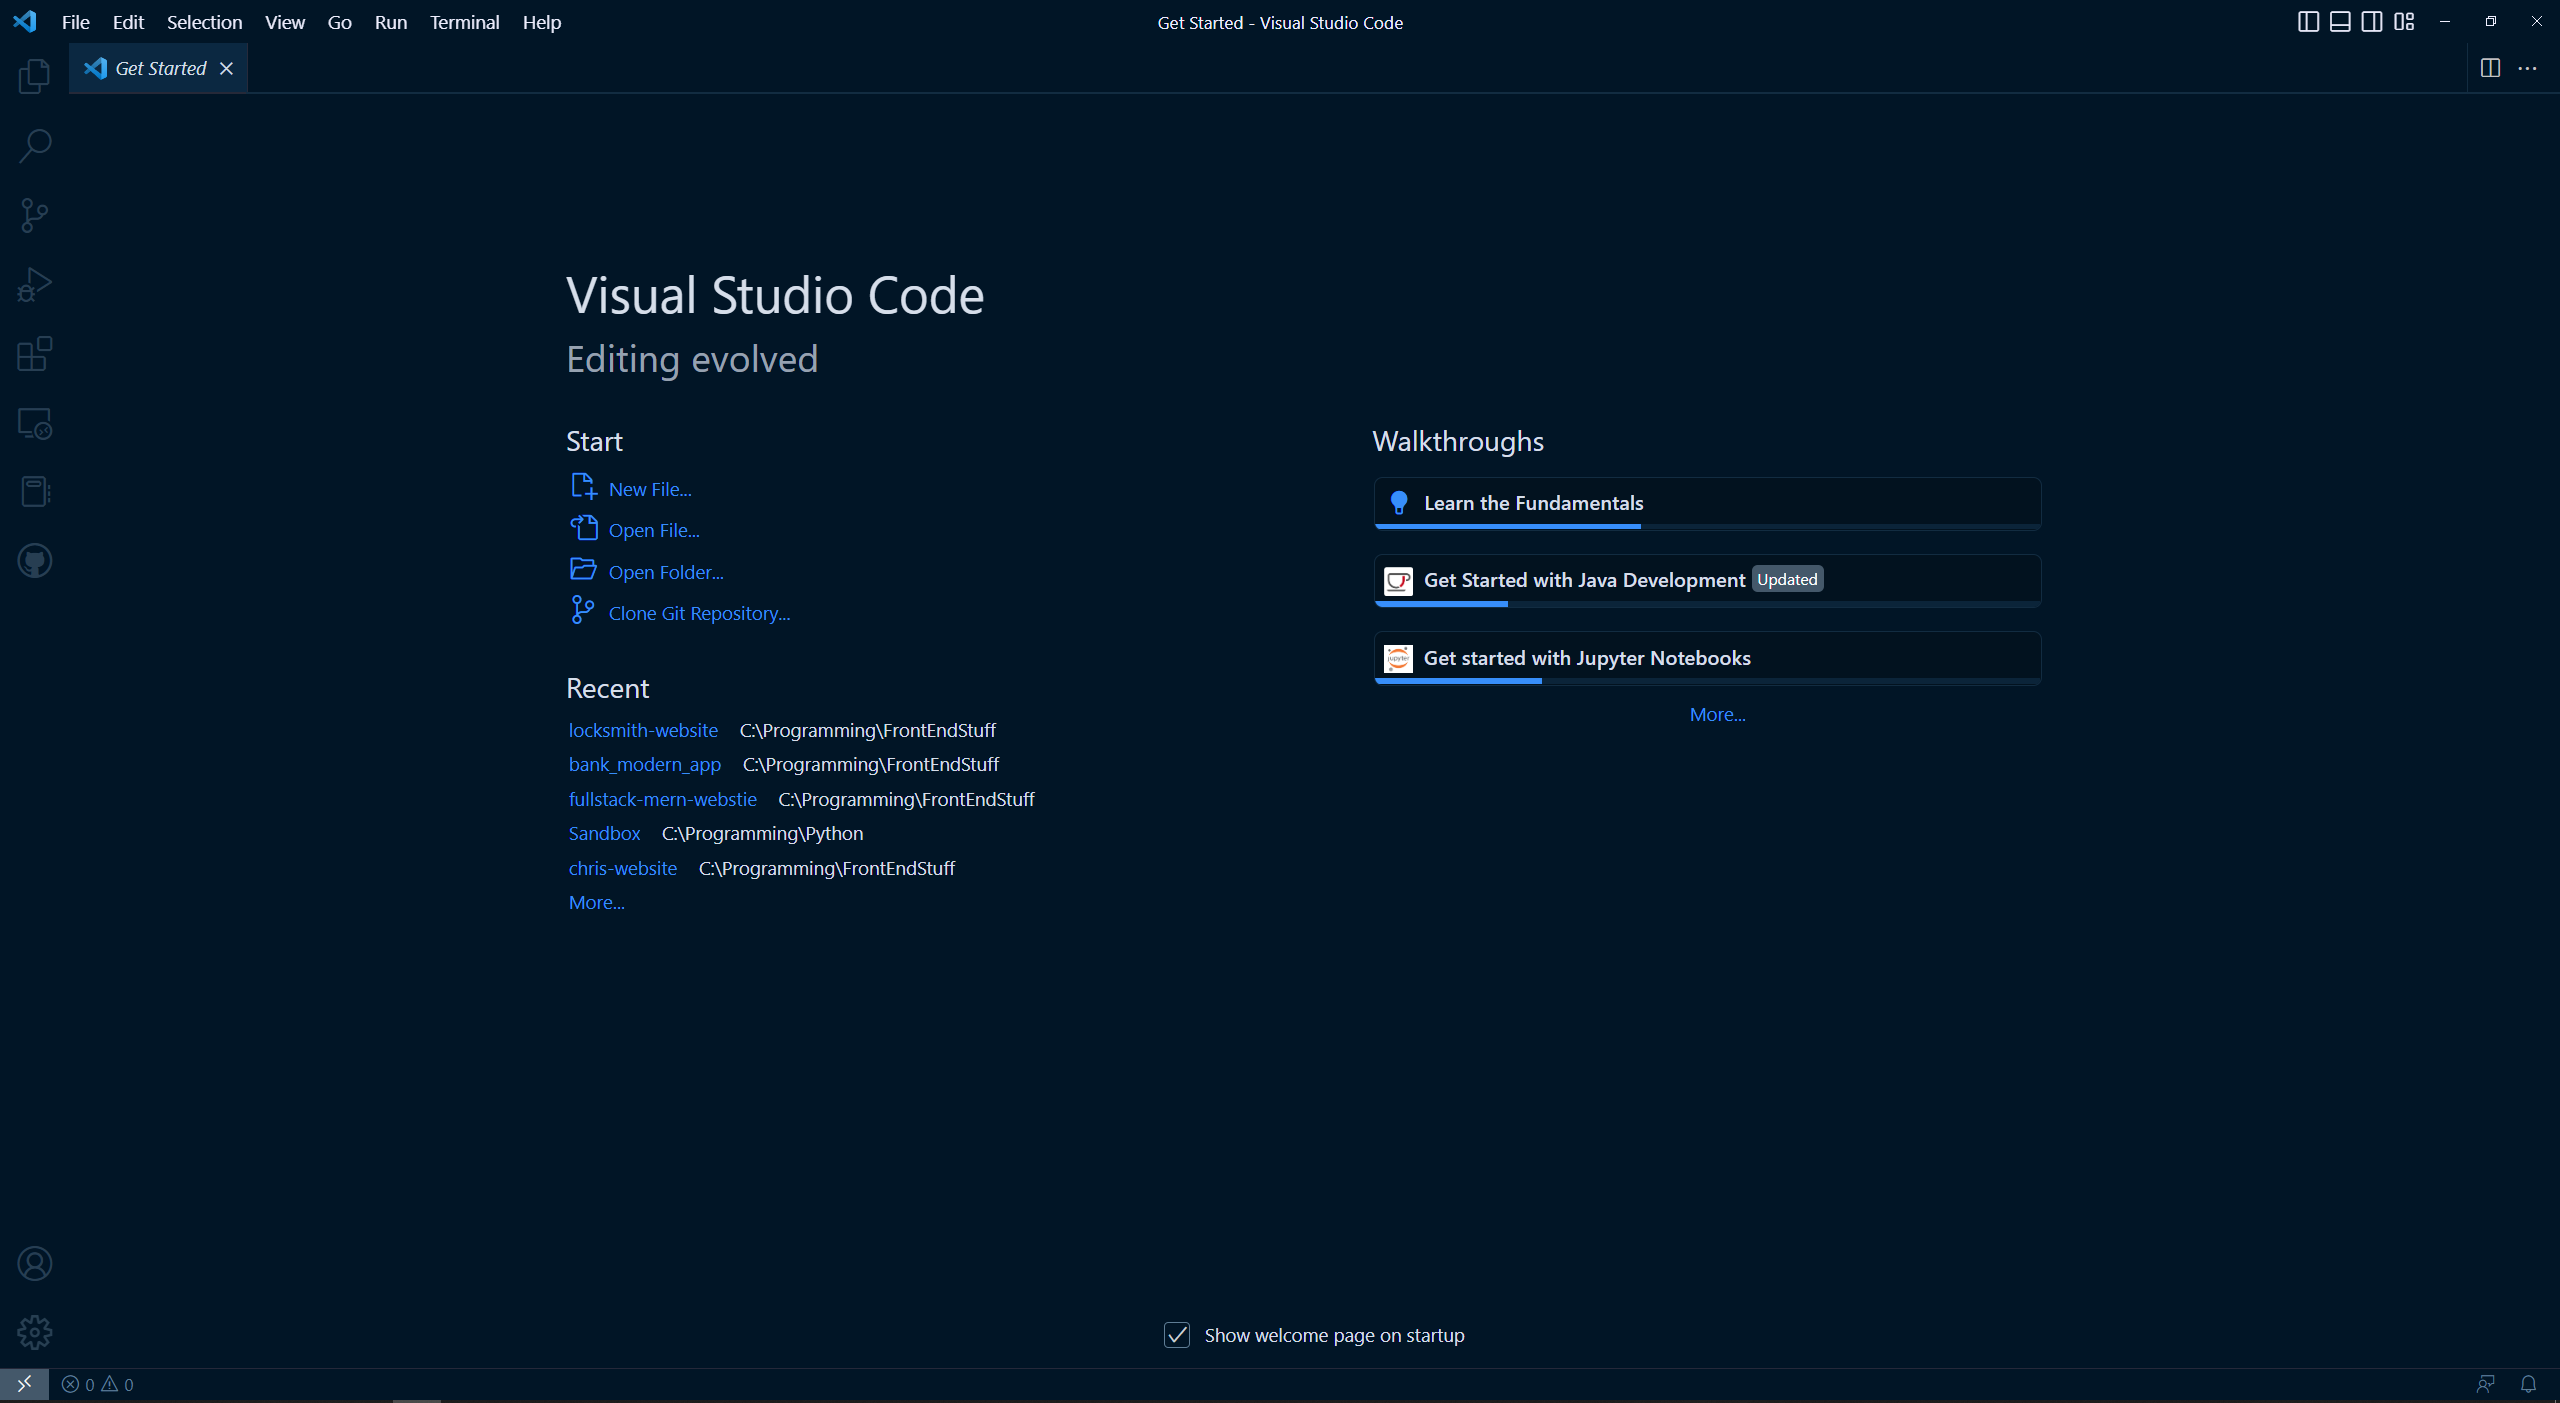 File Edit Selection View Go Run Terminal Help
Get Started - Visual Studio Code
Get Started
Visual Studio Code
Editing evolved
Start
New File...
Open File...
Open Folder...
Clone Git Repository...
Recent
locksmith-website C:\Programming\FrontEndStuff
bank_modern_app C:\Programming\FrontEndStuff
fullstack-mern-webstie C:\Programming\FrontEndStuff
Sandbox C:\Programming\Python
chris-website C:\Programming\FrontEndStuff
More...
Walkthroughs
Learn the Fundamentals
Get Started with Java Development Updated
jupyter
Get started with Jupyter Notebooks
More...
Show welcome page on startup
0 0